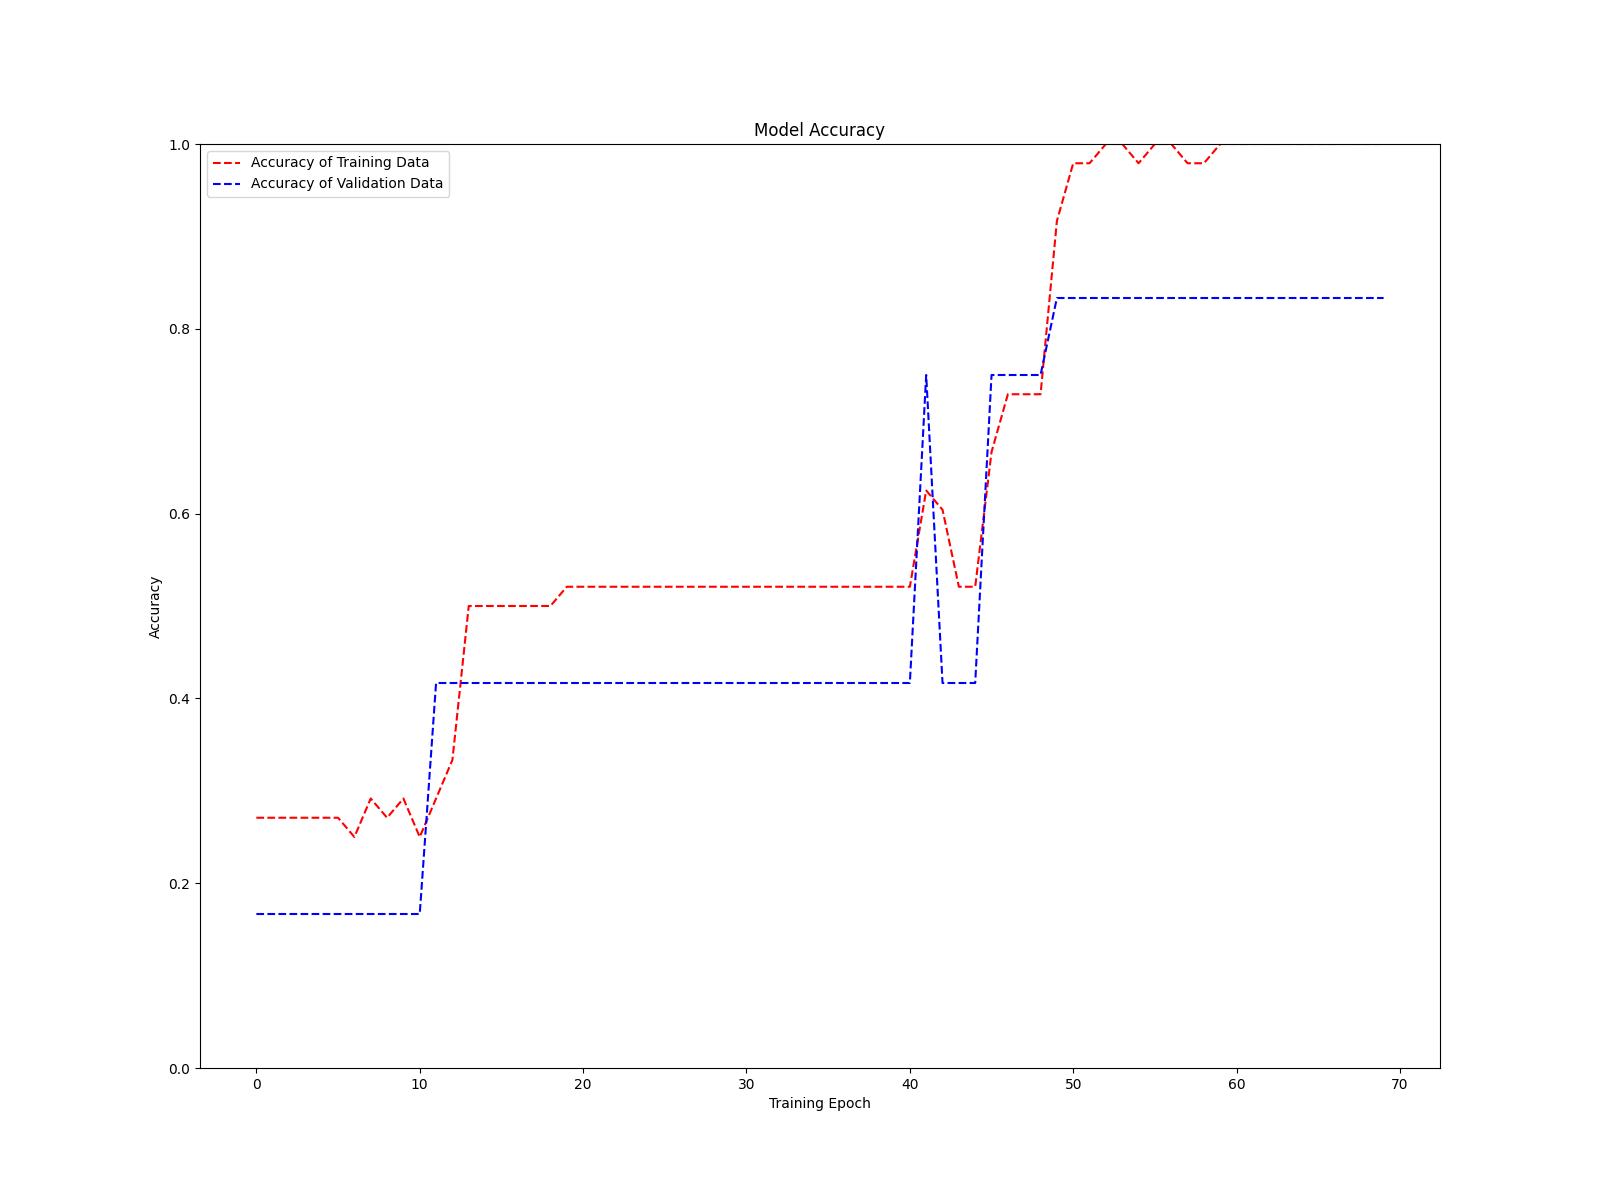 Model Accuracy
Accuracy of Training Data
Accuracy of Validation Data
1.0
0.8
0.6
0.4
0.2
0.0
Accuracy
0 10 20 30 40 50 60 70
Training Epoch